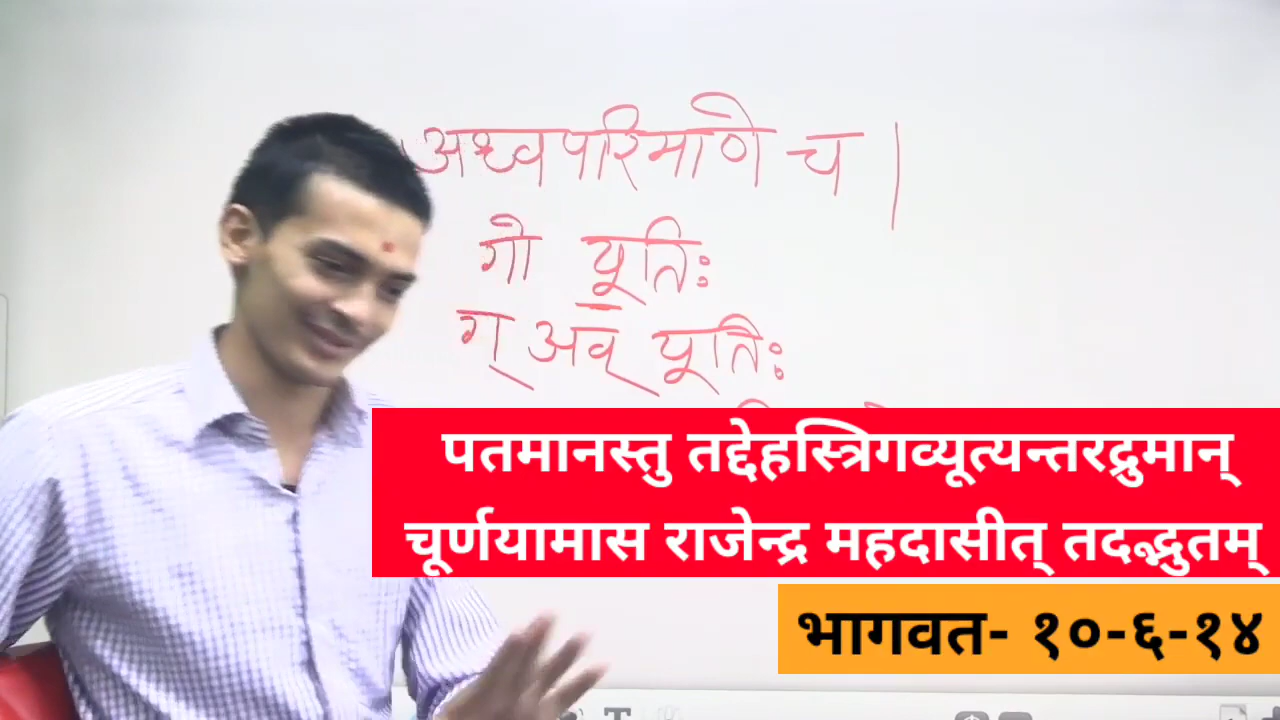 अध्वपरिमाणे च ।
गो यूतिः
ग् अव् यूतिः
पतमानस्तु तद्देहस्त्रिगव्यूत्यन्तरद्रुमान्
चूर्णयामास राजेन्द्र महदासीत् तदद्भुतम्
भागवत- १०-६-१४
T